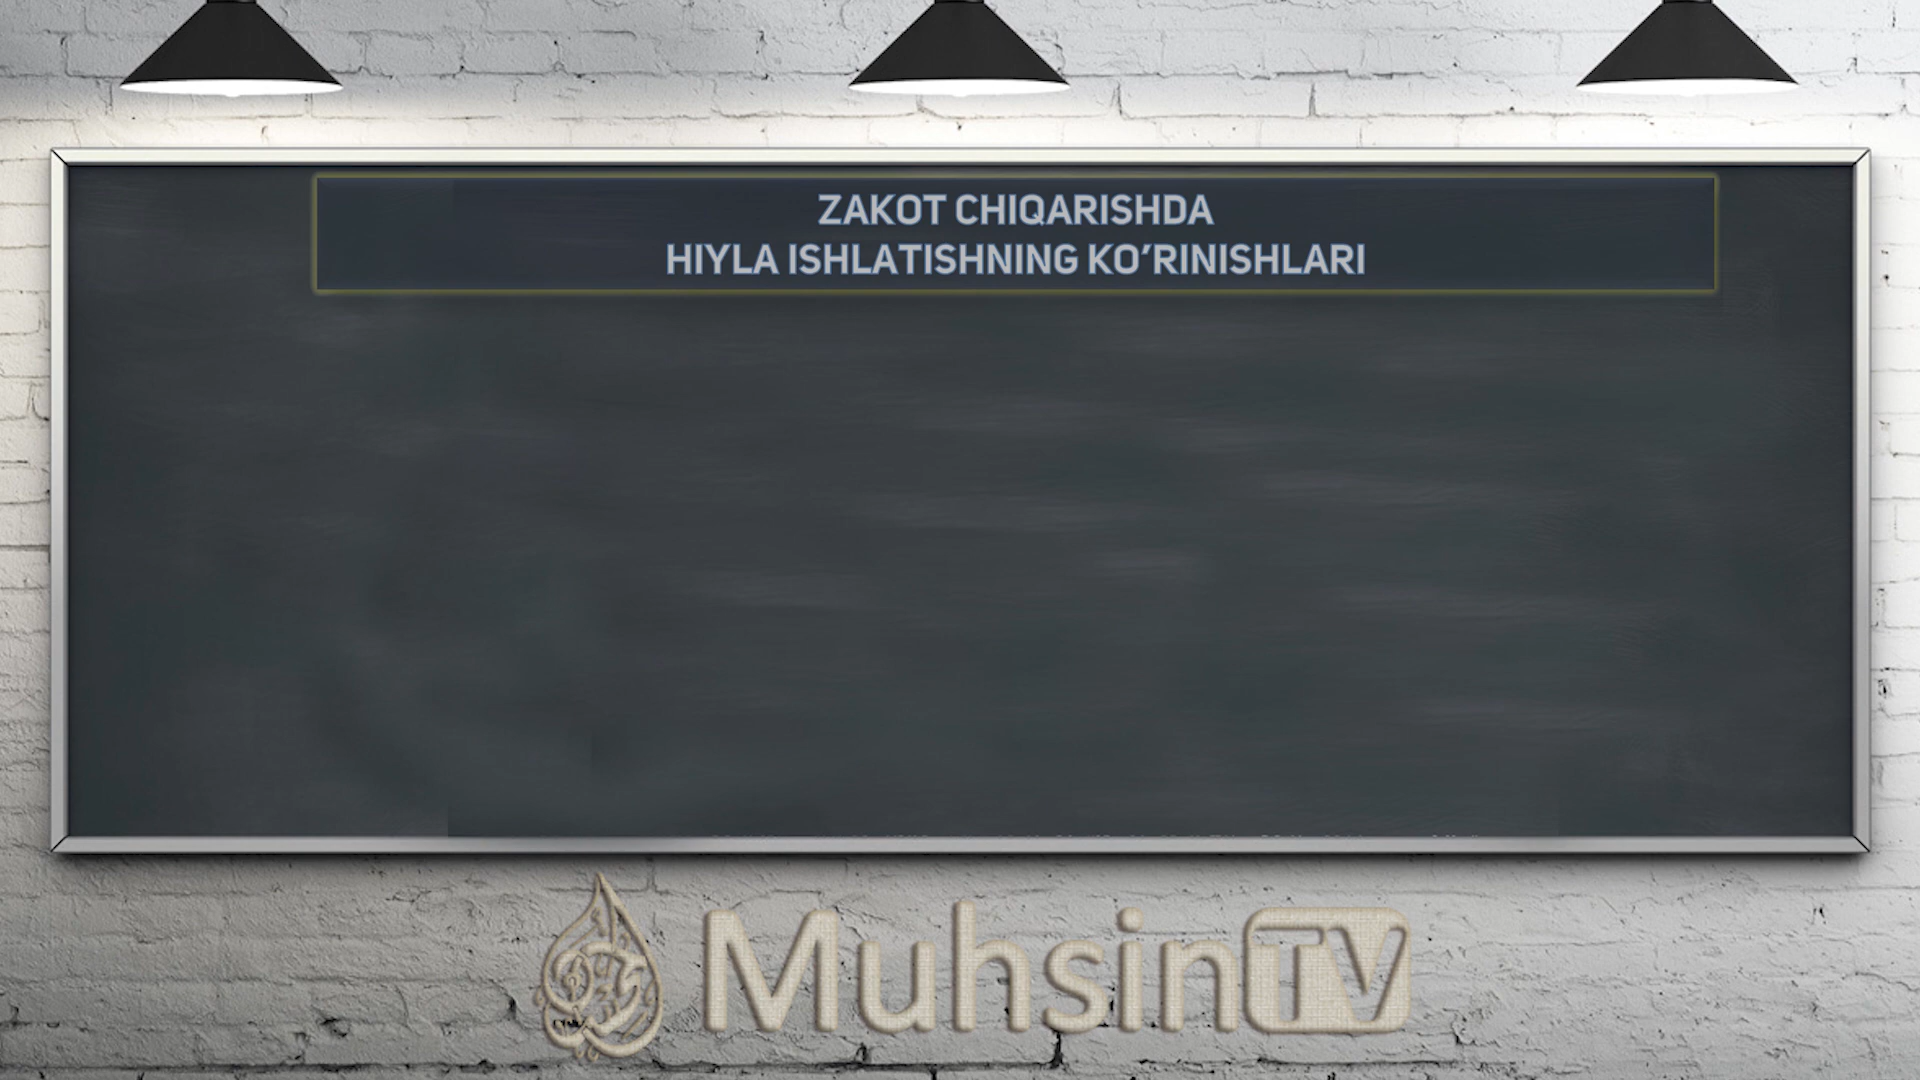 ZAKOT CHIQARISHDA
HIYLA ISHLATISHNING KO’RINISHLARI
MuhsinTV